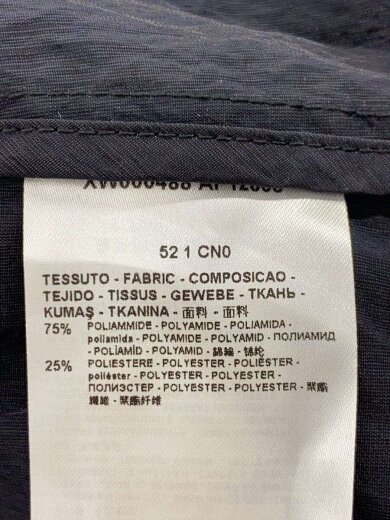 52 1 CN0
TESSUTO - FABRIC - COMPOSICAO -
TEJIDO - TISSUS - GEWEBE - ТКАНЬ -
KUMAŞ - TKANINA - 面料 - 面料
75% POLIAMMIDE - POLYAMIDE - POLIAMIDA -
poliamida - POLYAMIDE - POLYAMID - ПОЛИАМИД
- POLİAMİD - POLYAMID - 錦綸 - 锦纶
25% POLIESTERE - POLYESTER - POLIÉSTER -
poliéster - POLYESTER - POLYESTER -
ПОЛИЭСТЕР - POLYESTER - POLYESTER - 聚酯
纖維 - 聚酯纤维